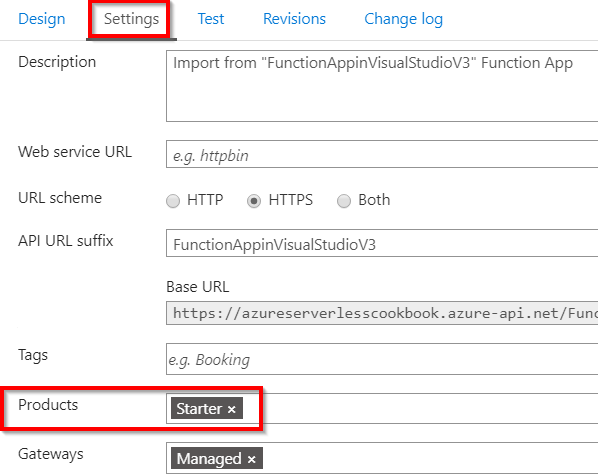 Design Settings Test Revisions Change log
Description Import from "FunctionAppinVisualStudioV3" Function App
Web service URL e.g. httpbin
URL scheme HTTP HTTPS Both
API URL suffix FunctionAppinVisualStudioV3
Base URL
https://azureserverlesscookbook.azure-api.net/Func
Tags e.g. Booking
Products Starter ×
Gateways Managed ×